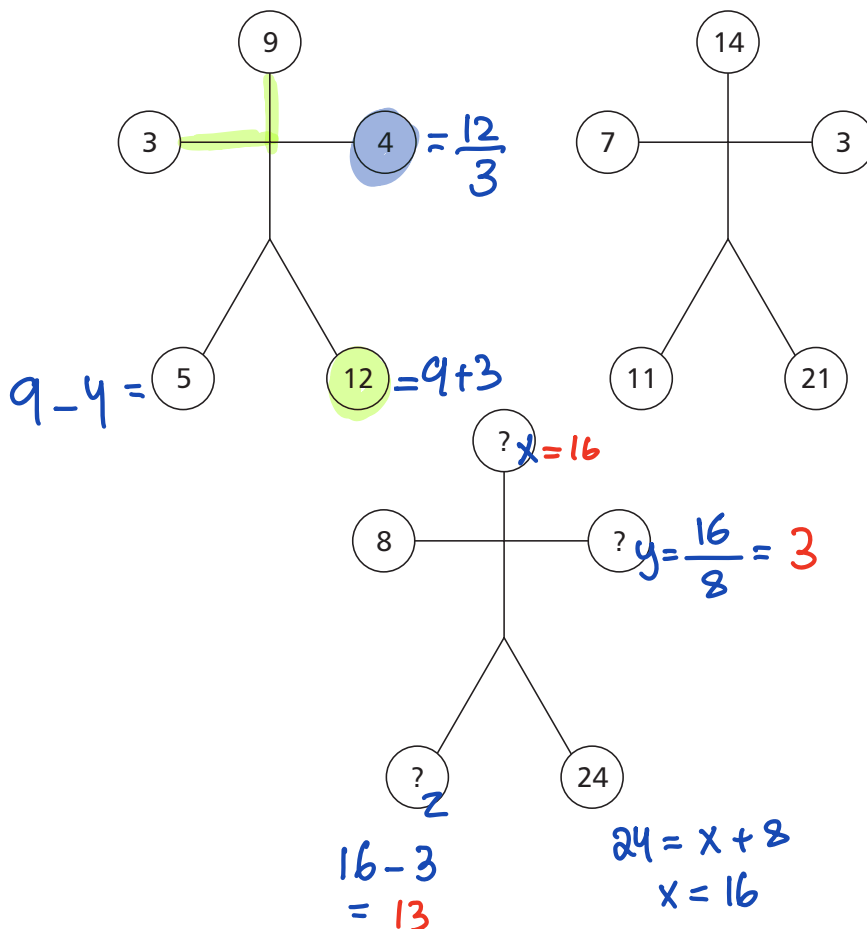 9
14
3
4 = 12/3
7
3
9 - 4 = 5
12 = 9 + 3
11
21
? x = 16
8
? y = 16/8 = 3
? z
24
16 - 3
= 13
24 = x + 8
x = 16